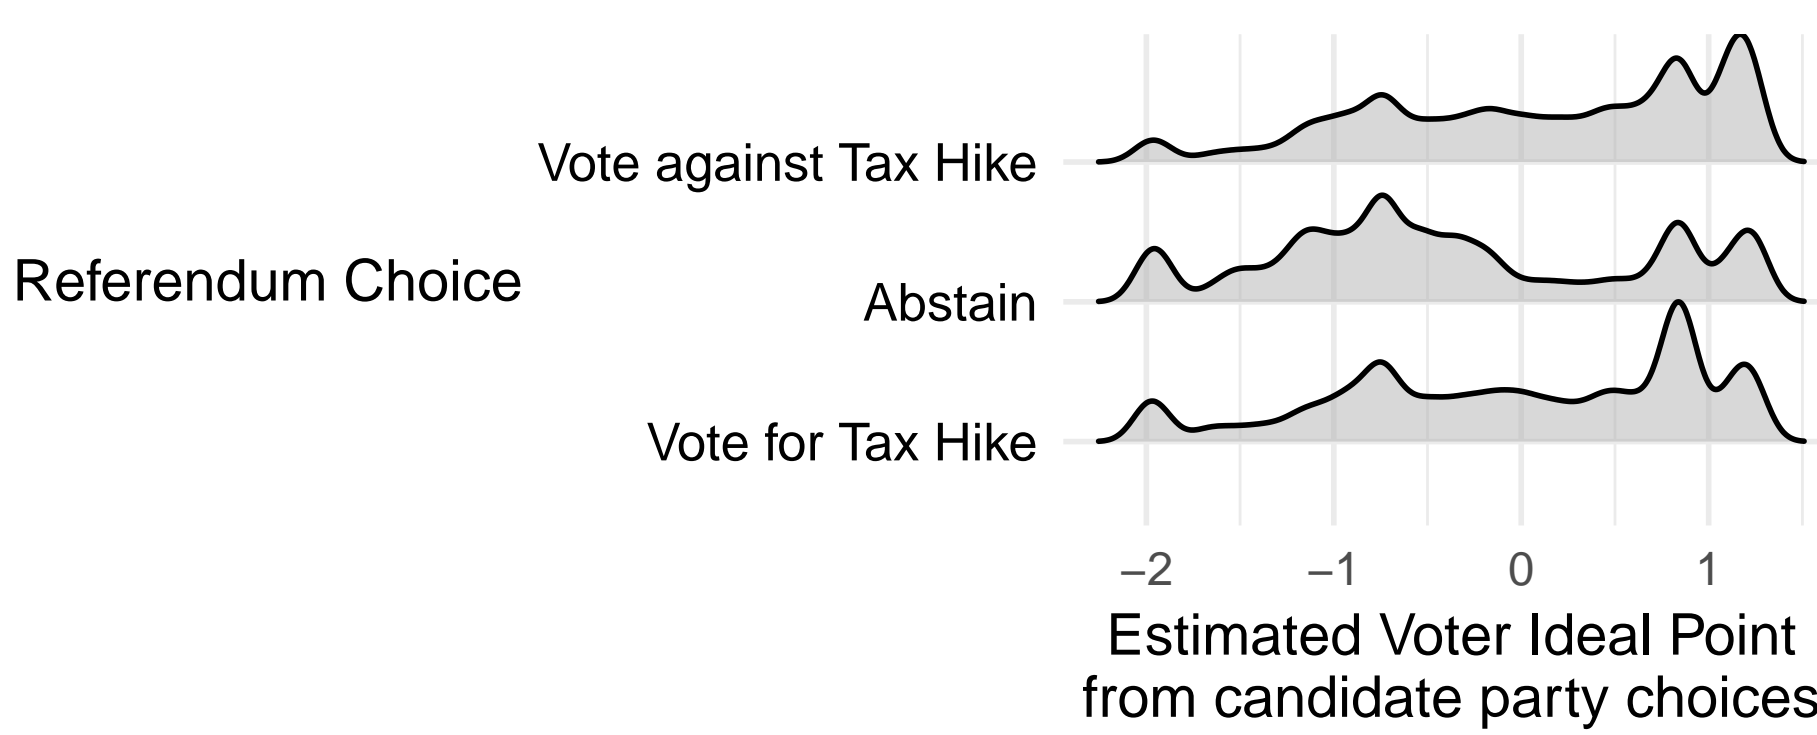 Referendum Choice
Vote against Tax Hike
Abstain
Vote for Tax Hike
−2 −1 0 1
Estimated Voter Ideal Point
from candidate party choices